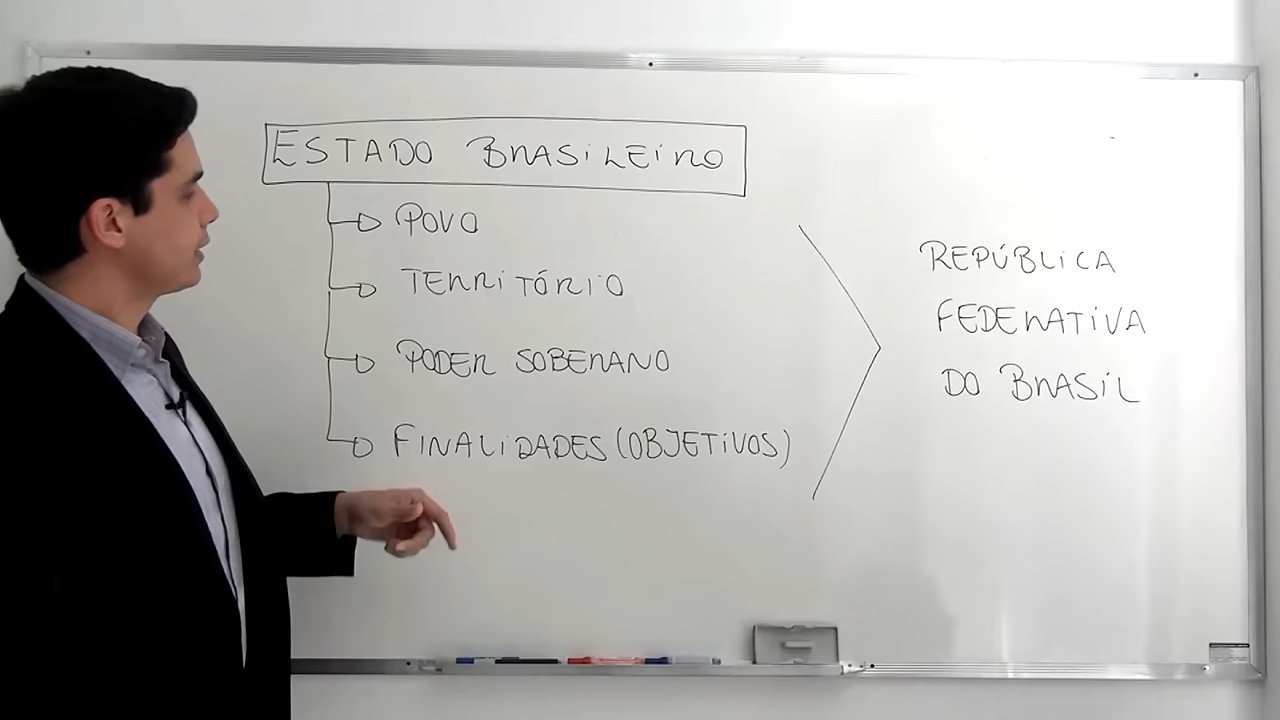 ESTADO BRASILEIRO
POVO
TERRITÓRIO
PODER SOBERANO
FINALIDADES (OBJETIVOS)
REPÚBLICA
FEDERATIVA
DO BRASIL